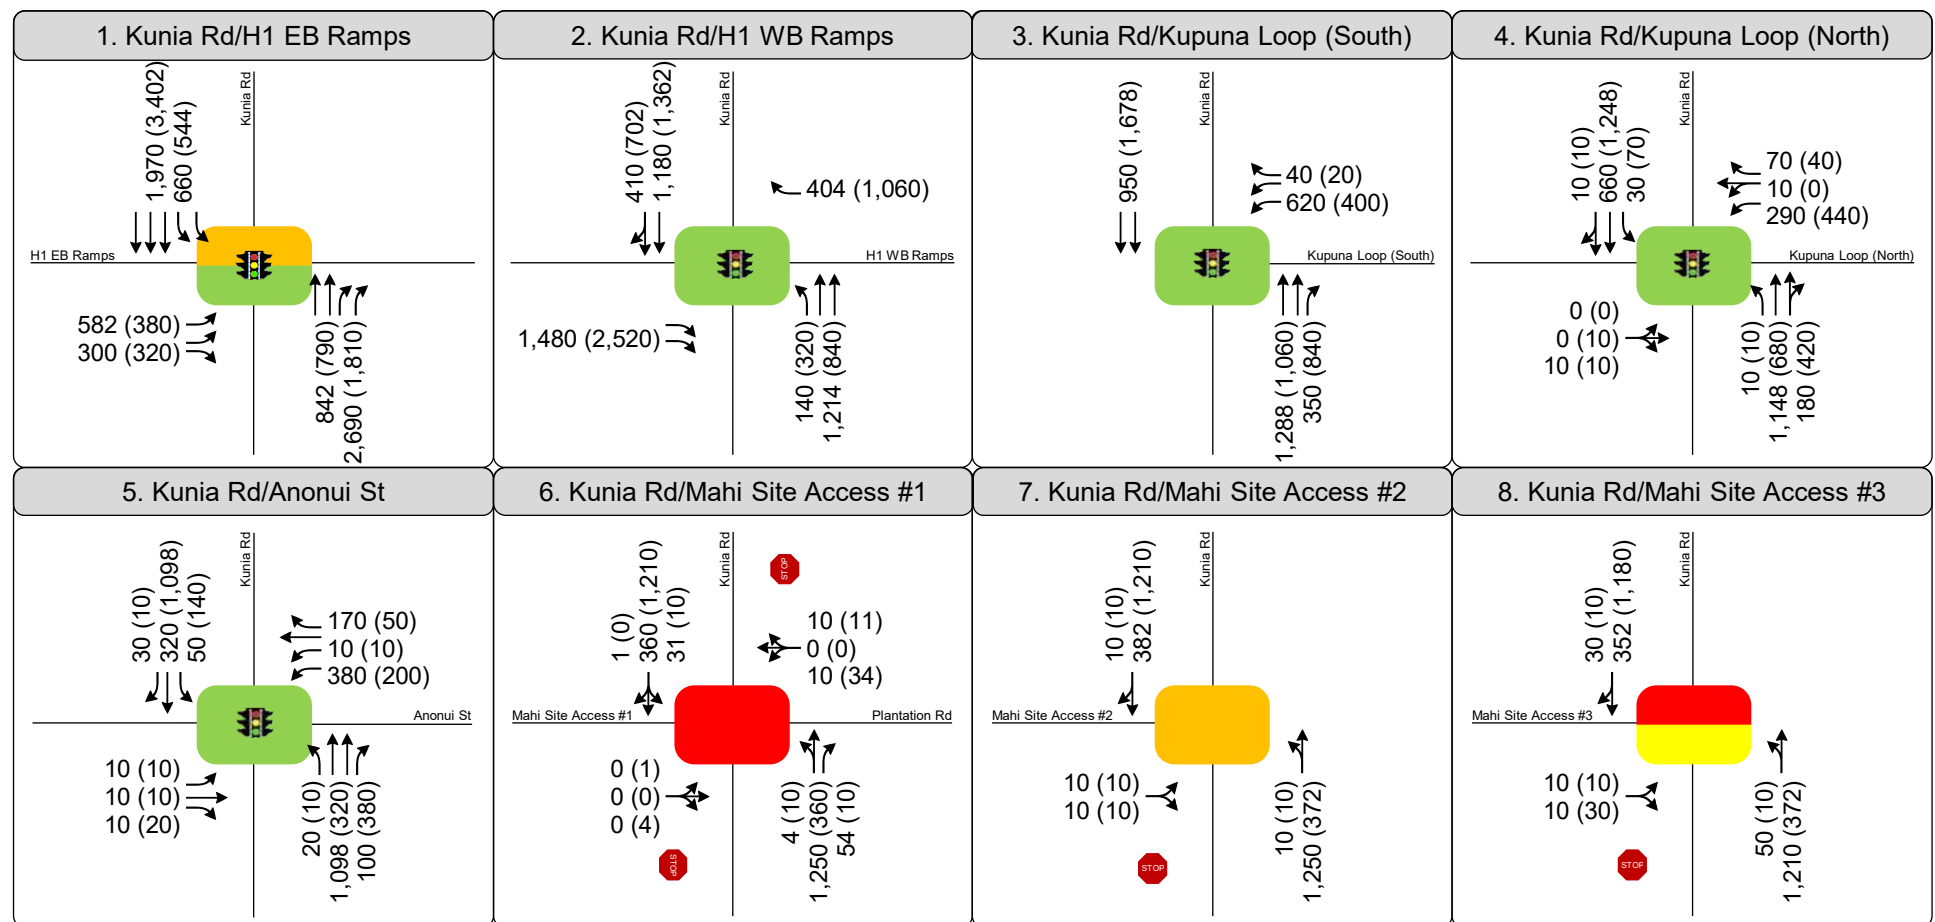 1. Kunia Rd/H1 EB Ramps
1,970 (3,402)
660 (544)
Kunia Rd
H1 EB Ramps
582 (380)
300 (320)
842 (790)
2,690 (1,810)
2. Kunia Rd/H1 WB Ramps
410 (702)
1,180 (1,362)
Kunia Rd
404 (1,060)
H1 WB Ramps
1,480 (2,520)
140 (320)
1,214 (840)
3. Kunia Rd/Kupuna Loop (South)
950 (1,678)
Kunia Rd
40 (20)
620 (400)
Kupuna Loop (South)
1,288 (1,060)
350 (840)
4. Kunia Rd/Kupuna Loop (North)
10 (10)
660 (1,248)
30 (70)
Kunia Rd
70 (40)
10 (0)
290 (440)
Kupuna Loop (North)
0 (0)
0 (10)
10 (10)
10 (10)
1,148 (680)
180 (420)
5. Kunia Rd/Anonui St
30 (10)
320 (1,098)
50 (140)
Kunia Rd
170 (50)
10 (10)
380 (200)
Anonui St
10 (10)
10 (10)
10 (20)
20 (10)
1,098 (320)
100 (380)
6. Kunia Rd/Mahi Site Access #1
1 (0)
360 (1,210)
31 (10)
Kunia Rd
STOP
10 (11)
0 (0)
10 (34)
Mahi Site Access #1
Plantation Rd
0 (1)
0 (0)
0 (4)
STOP
4 (10)
1,250 (360)
54 (10)
7. Kunia Rd/Mahi Site Access #2
10 (10)
382 (1,210)
Kunia Rd
Mahi Site Access #2
10 (10)
10 (10)
STOP
10 (10)
1,250 (372)
8. Kunia Rd/Mahi Site Access #3
30 (10)
352 (1,180)
Kunia Rd
Mahi Site Access #3
10 (10)
10 (30)
STOP
50 (10)
1,210 (372)